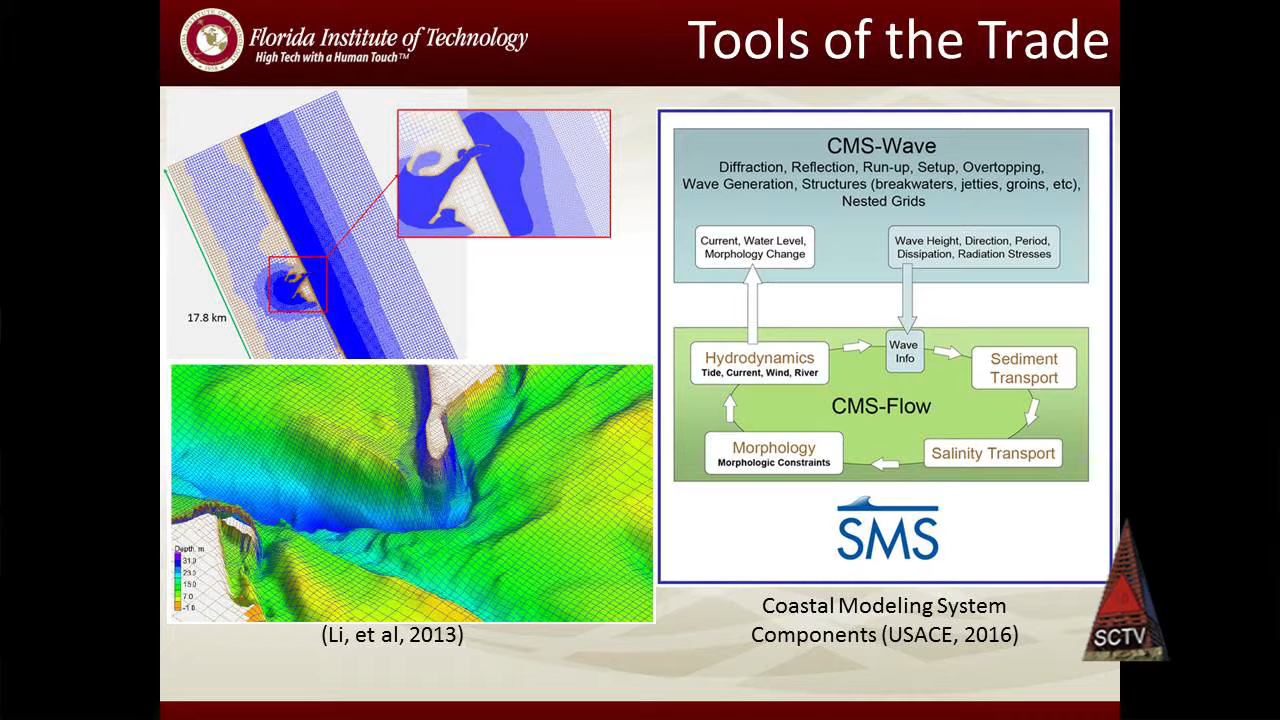 Florida Institute of Technology
High Tech with a Human Touch™
Tools of the Trade
17.8 km
Depth, m
31.0
23.0
15.0
7.0
-1.0
(Li, et al, 2013)
CMS-Wave
Diffraction, Reflection, Run-up, Setup, Overtopping,
Wave Generation, Structures (breakwaters, jetties, groins, etc),
Nested Grids
Current, Water Level,
Morphology Change
Wave Height, Direction, Period,
Dissipation, Radiation Stresses
Hydrodynamics
Tide, Current, Wind, River
Wave
Info
Sediment
Transport
CMS-Flow
Morphology
Morphologic Constraints
Salinity Transport
SMS
Coastal Modeling System
Components (USACE, 2016)
SCTV